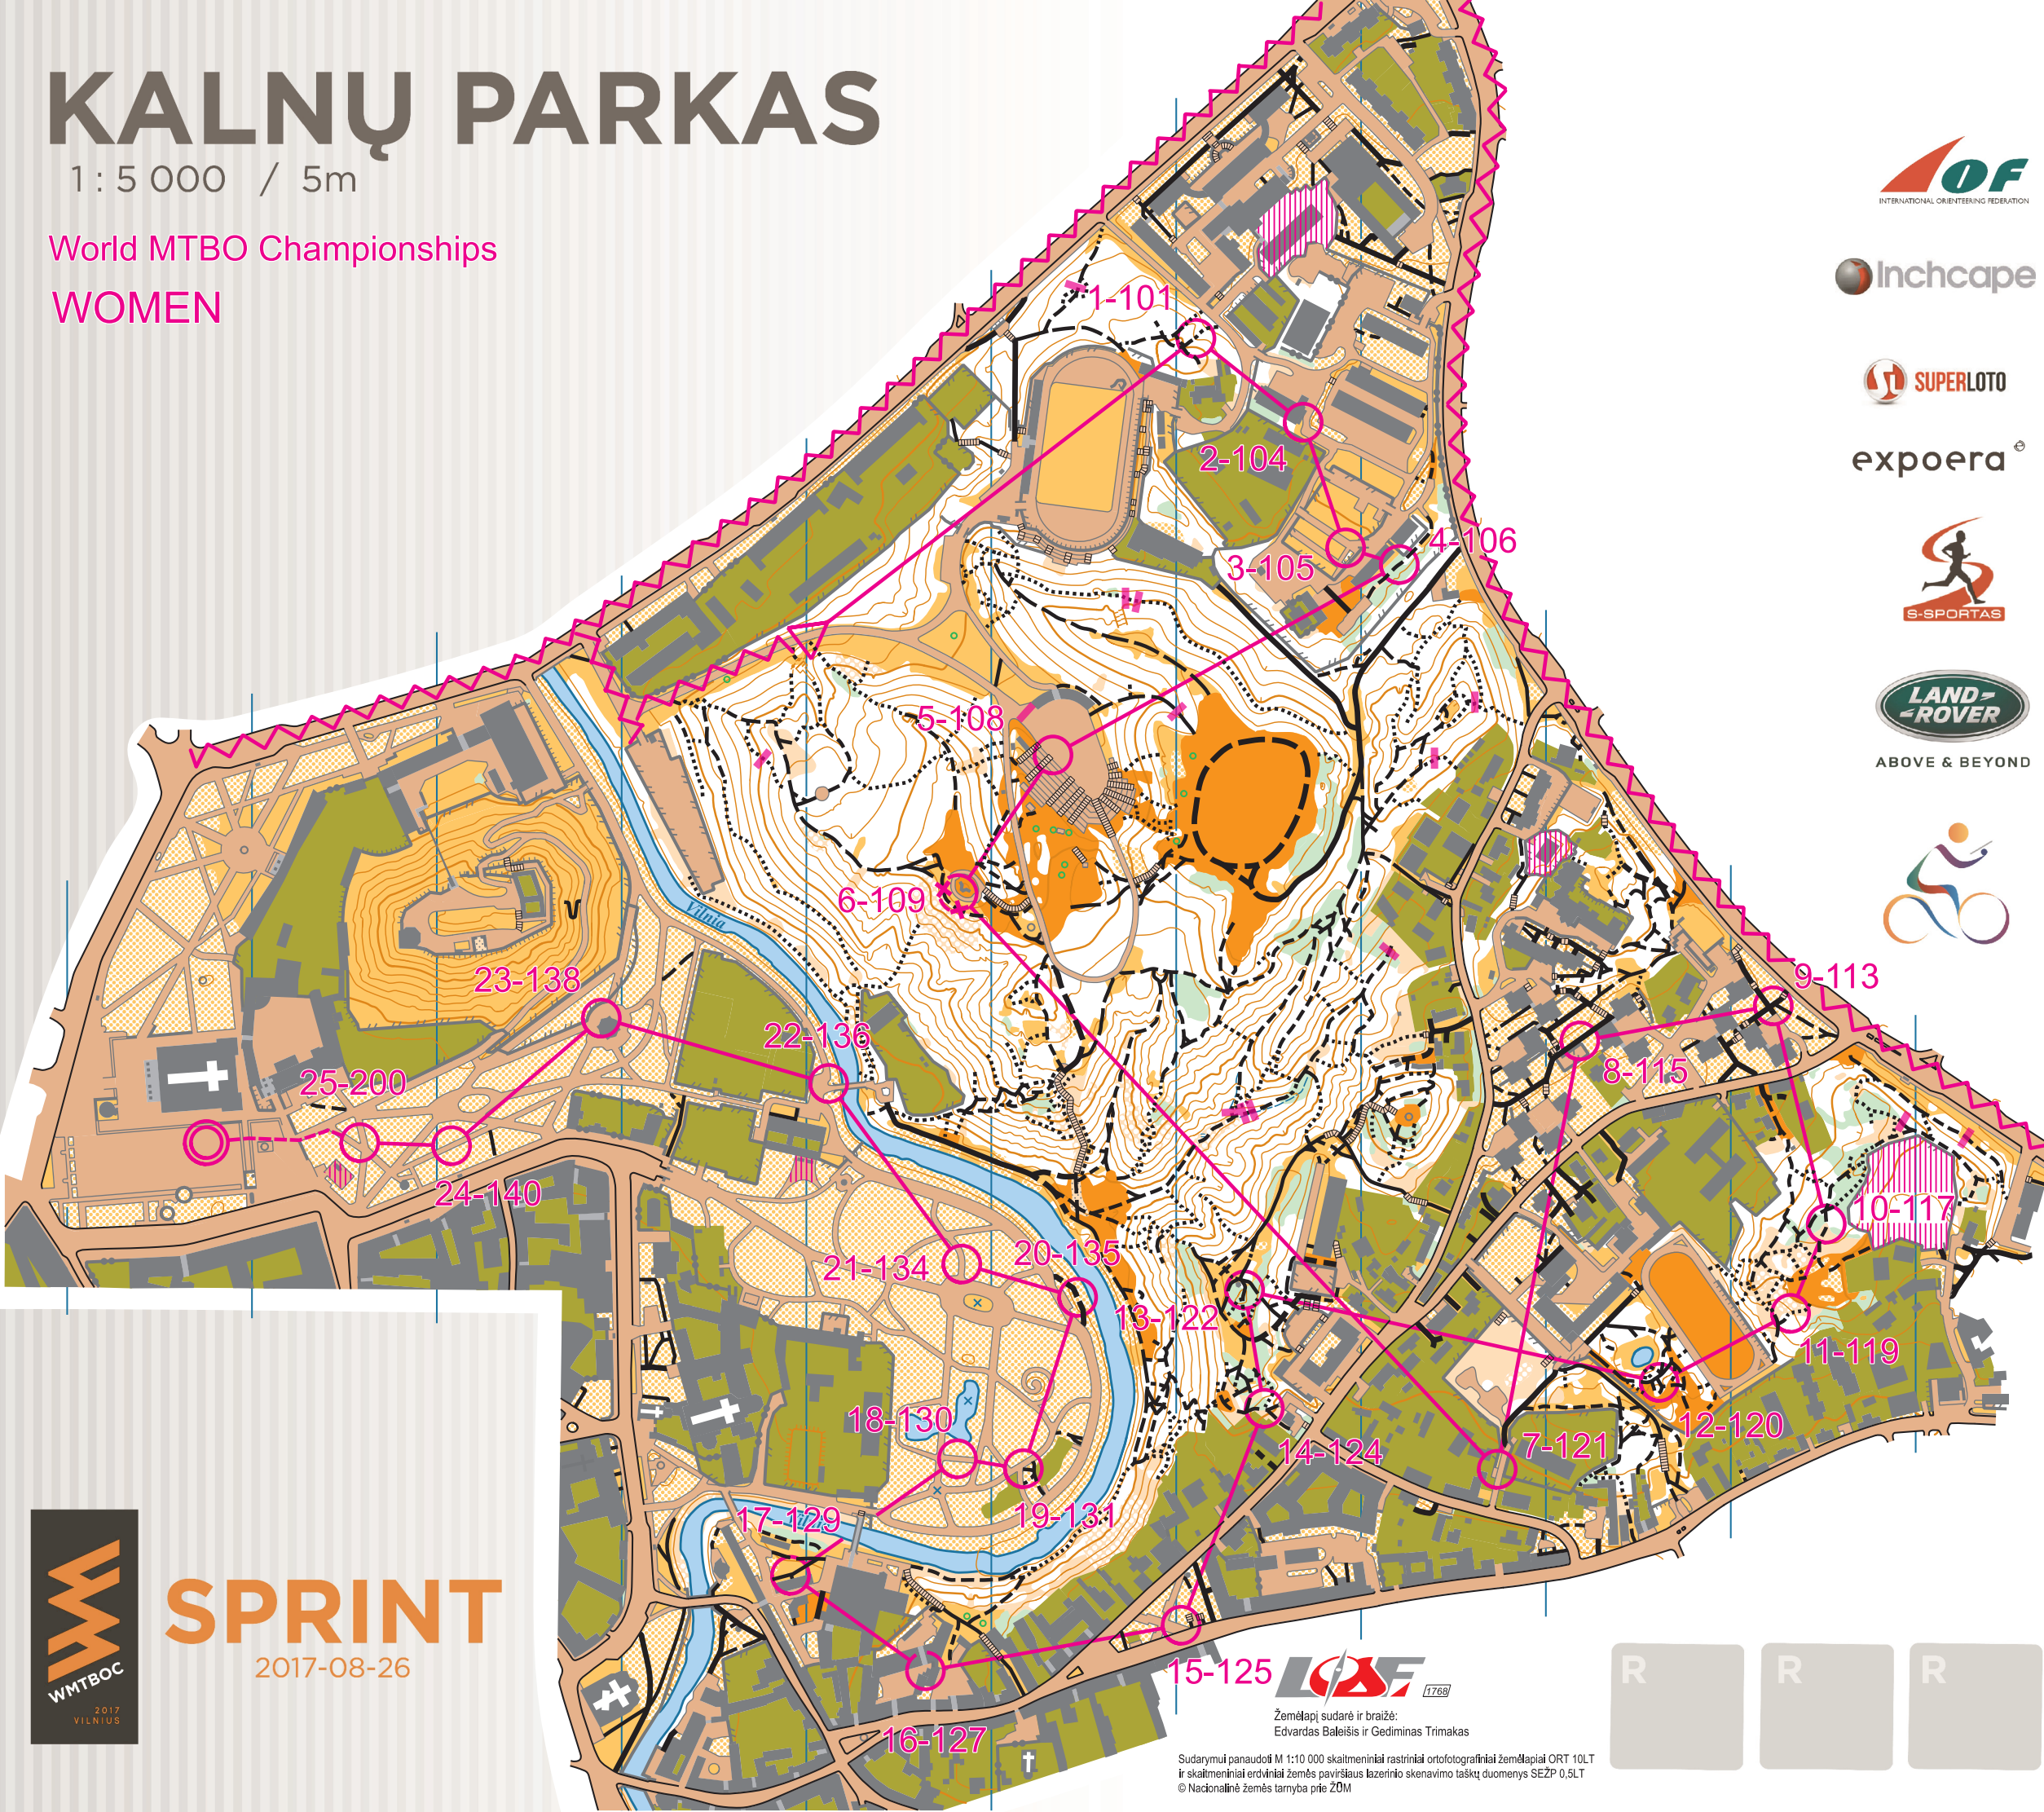 KALNŲ PARKAS
1 : 5 000 / 5m
World MTBO Championships
WOMEN
IOF
INTERNATIONAL ORIENTEERING FEDERATION
Inchcape
SUPERLOTO
expoera
S-SPORTAS
LAND-ROVER
ABOVE & BEYOND
1-101
2-104
3-105
4-106
5-108
6-109
Vilnia
23-138
22-136
25-200
24-140
9-113
8-115
10-117
21-134
20-135
13-122
11-119
18-130
14-124
7-121
12-120
17-129
19-131
15-125
16-127
WMTBOC
2017
VILNIUS
SPRINT
2017-08-26
1768
Žemėlapį sudarė ir braižė:
Edvardas Baleišis ir Gediminas Trimakas
Sudarymui panaudoti M 1:10 000 skaitmeniniai rastriniai ortofotografiniai žemėlapiai ORT 10LT
ir skaitmeniniai erdviniai žemės paviršiaus lazerinio skenavimo taškų duomenys SEŽP 0,5LT
© Nacionalinė žemės tarnyba prie ŽŪM
R
R
R